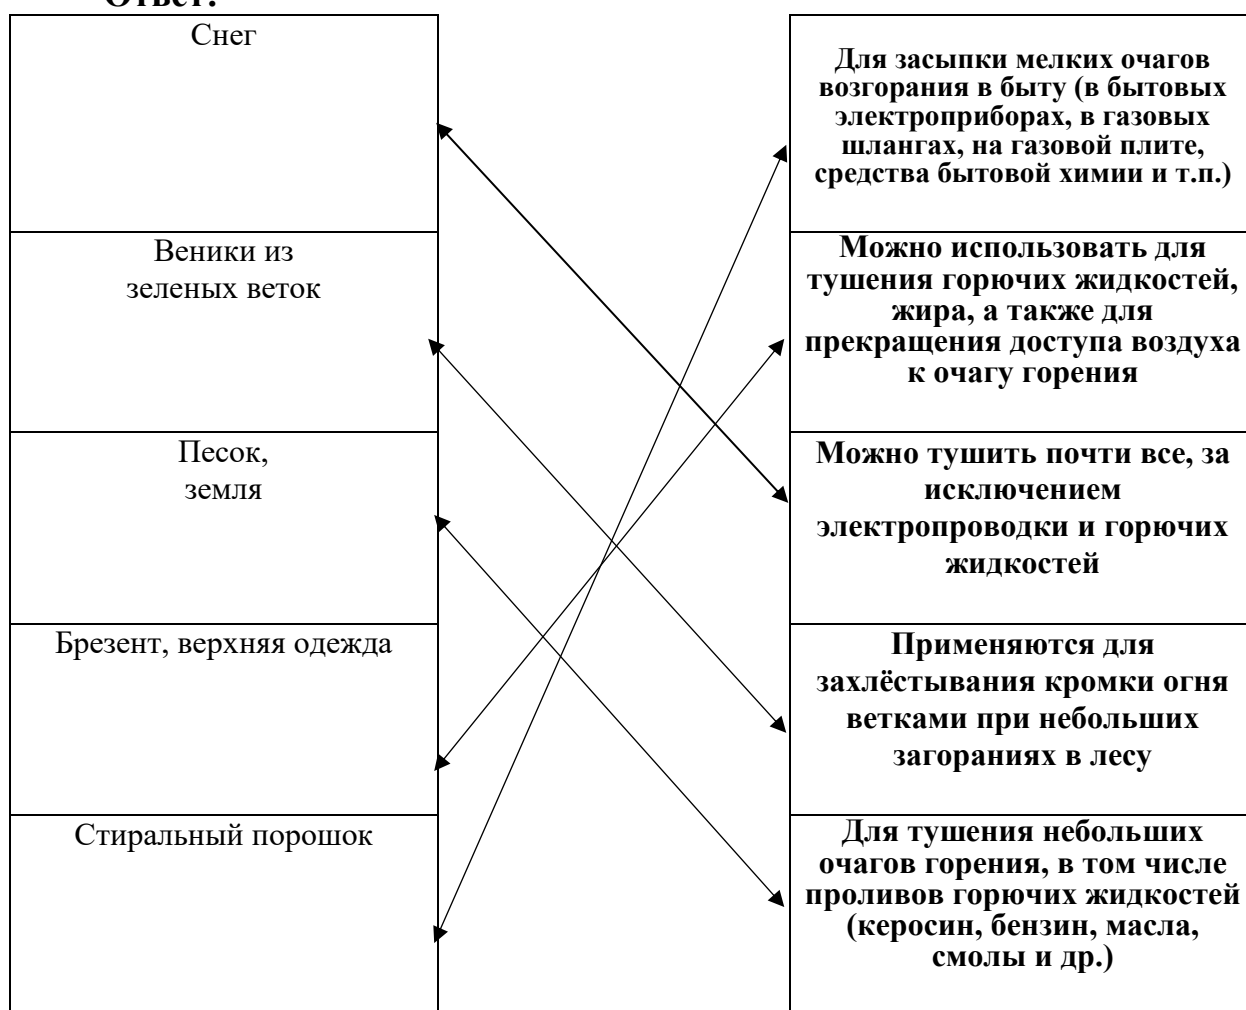 Ответ:
Снег
Для засыпки мелких очагов
возгорания в быту (в бытовых
электроприборах, в газовых
шлангах, на газовой плите,
средства бытовой химии и т.п.)
Веники из
зеленых веток
Можно использовать для
тушения горючих жидкостей,
жира, а также для
прекращения доступа воздуха
к очагу горения
Песок,
земля
Можно тушить почти все, за
исключением
электропроводки и горючих
жидкостей
Брезент, верхняя одежда
Применяются для
захлёстывания кромки огня
ветками при небольших
загораниях в лесу
Стиральный порошок
Для тушения небольших
очагов горения, в том числе
проливов горючих жидкостей
(керосин, бензин, масла,
смолы и др.)